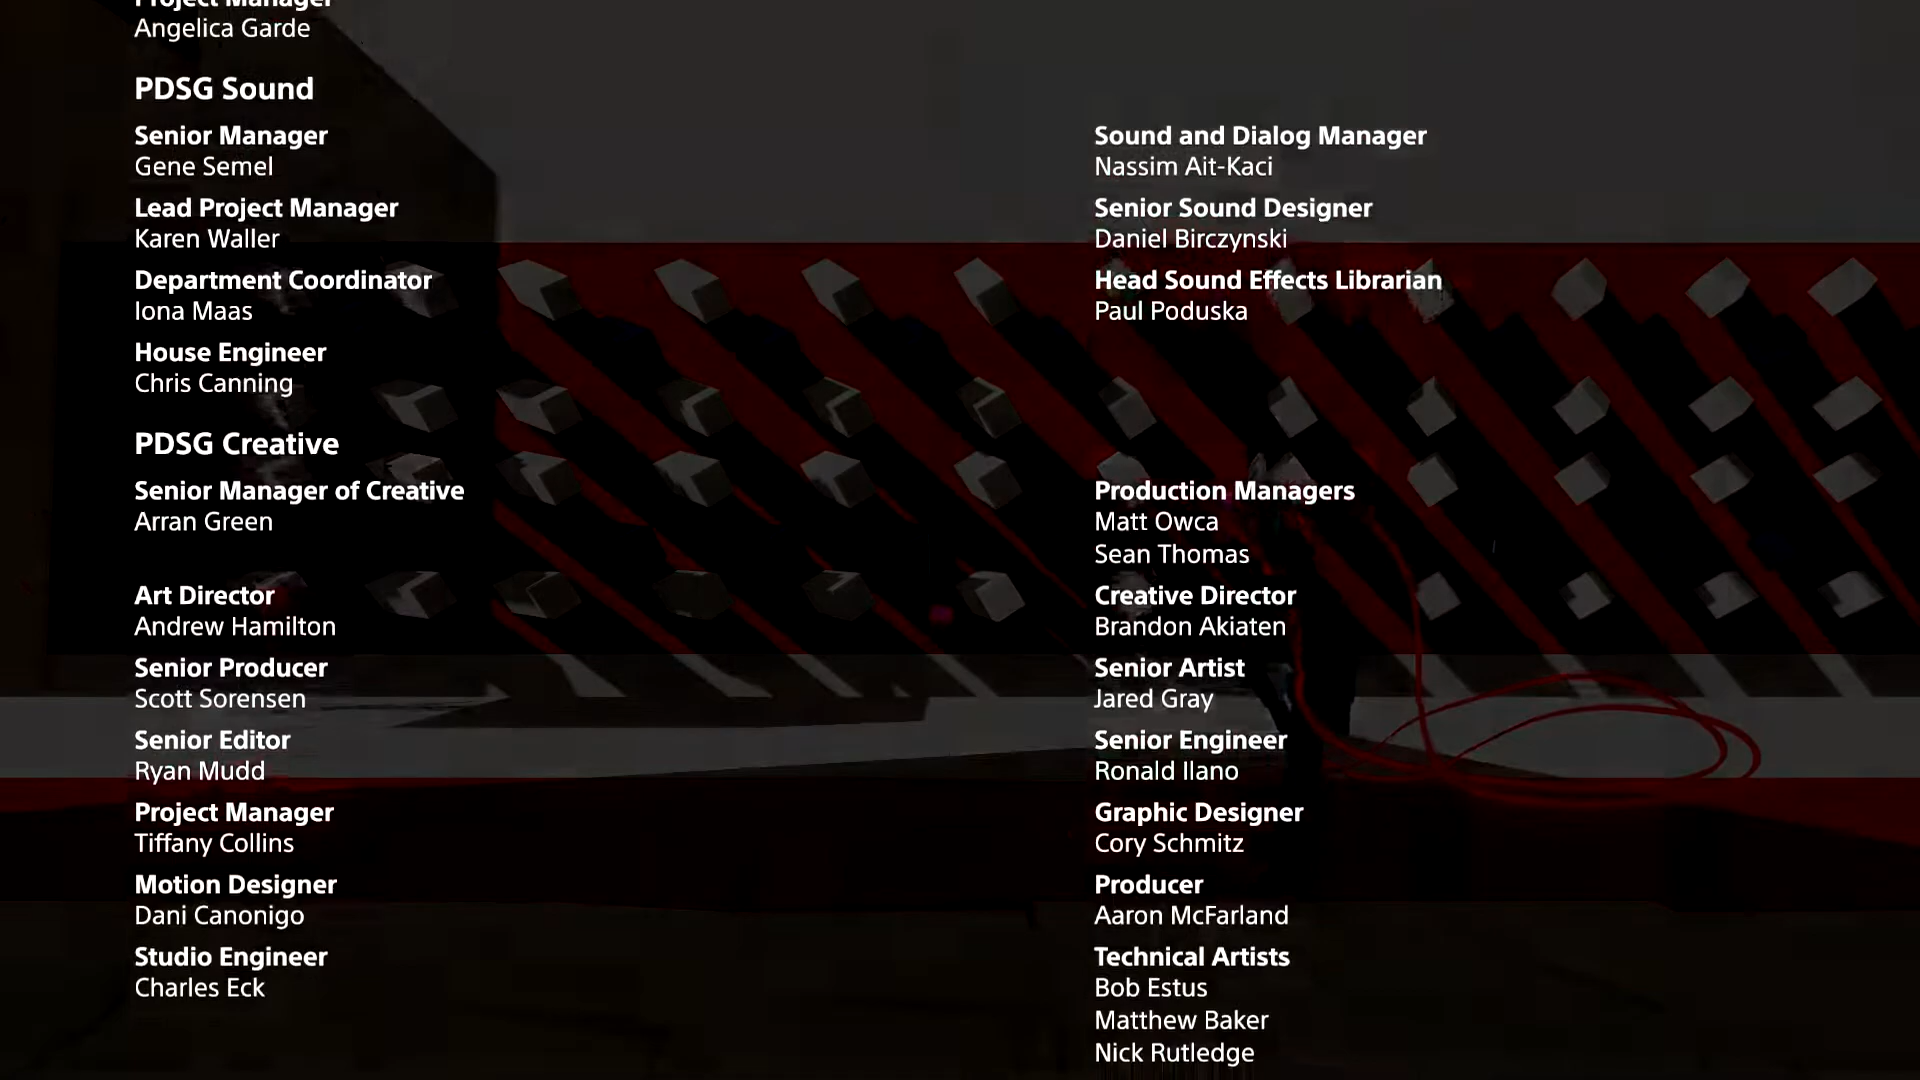 Project Manager
Angelica Garde
PDSG Sound
Senior Manager
Gene Semel
Lead Project Manager
Karen Waller
Department Coordinator
Iona Maas
House Engineer
Chris Canning
Sound and Dialog Manager
Nassim Ait-Kaci
Senior Sound Designer
Daniel Birczynski
Head Sound Effects Librarian
Paul Poduska
PDSG Creative
Senior Manager of Creative
Arran Green
Art Director
Andrew Hamilton
Senior Producer
Scott Sorensen
Senior Editor
Ryan Mudd
Project Manager
Tiffany Collins
Motion Designer
Dani Canonigo
Studio Engineer
Charles Eck
Production Managers
Matt Owca
Sean Thomas
Creative Director
Brandon Akiaten
Senior Artist
Jared Gray
Senior Engineer
Ronald Ilano
Graphic Designer
Cory Schmitz
Producer
Aaron McFarland
Technical Artists
Bob Estus
Matthew Baker
Nick Rutledge